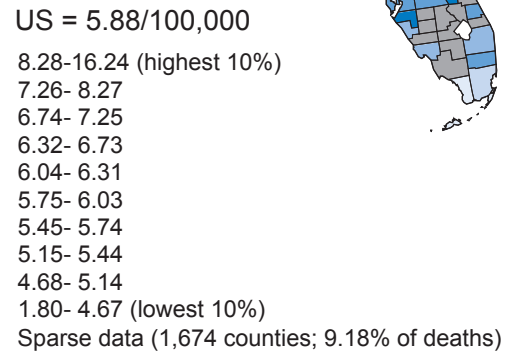 US = 5.88/100,000
8.28-16.24 (highest 10%)
7.26- 8.27
6.74- 7.25
6.32- 6.73
6.04- 6.31
5.75- 6.03
5.45- 5.74
5.15- 5.44
4.68- 5.14
1.80- 4.67 (lowest 10%)
Sparse data (1,674 counties; 9.18% of deaths)